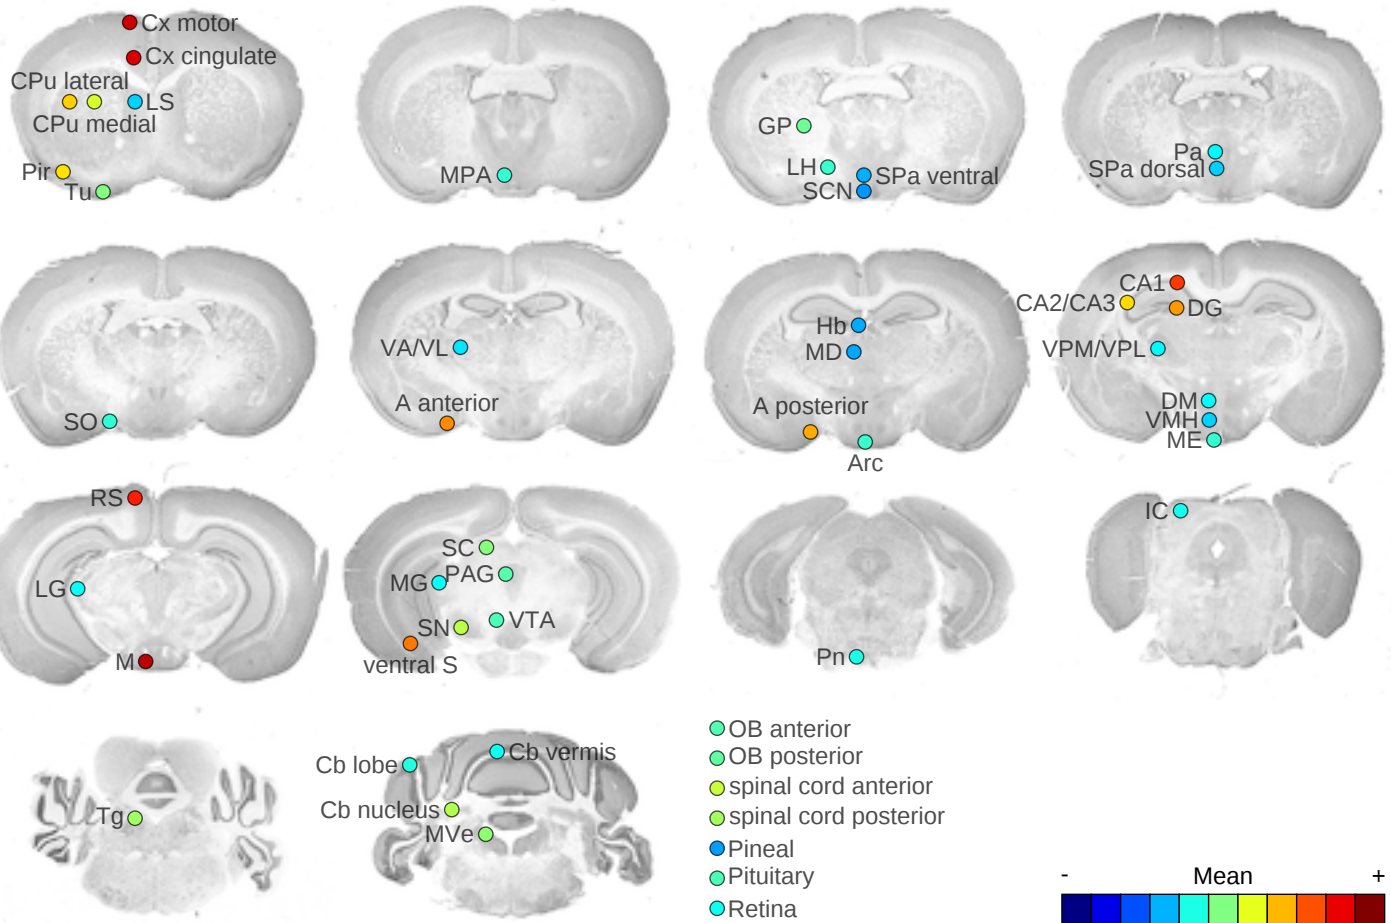 Cx motor
Cx cingulate
CPu lateral
LS
CPu medial
Pir
Tu
MPA
GP
LH
SPa ventral
SCN
Pa
SPa dorsal
SO
VA/VL
A anterior
Hb
MD
A posterior
Arc
CA1
CA2/CA3
DG
VPM/VPL
DM
VMH
ME
RS
LG
M
SC
MG
PAG
SN
VTA
ventral S
Pn
IC
Tg
Cb lobe
Cb vermis
Cb nucleus
MVe
OB anterior
OB posterior
spinal cord anterior
spinal cord posterior
Pineal
Pituitary
Retina
- Mean +